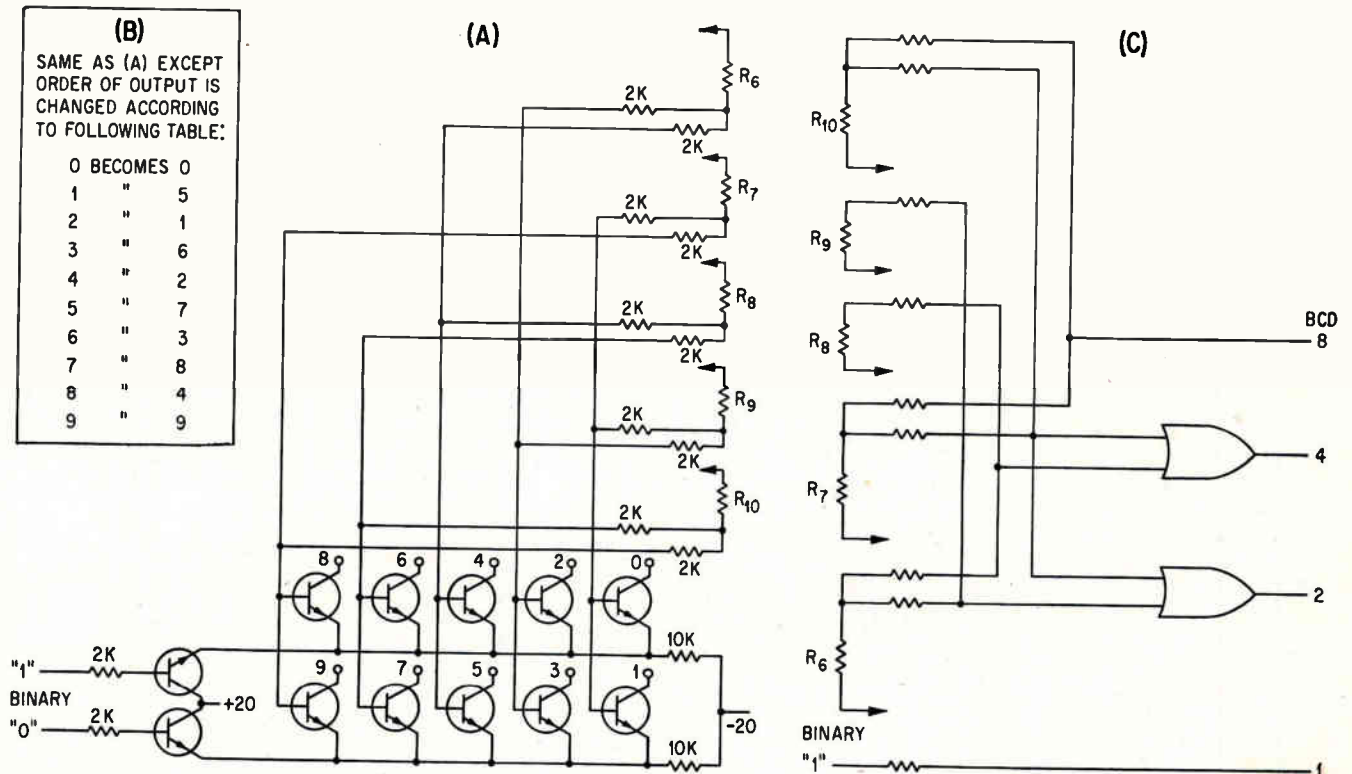 (B)
SAME AS (A) EXCEPT
ORDER OF OUTPUT IS
CHANGED ACCORDING
TO FOLLOWING TABLE:
0 BECOMES 0
1 " 5
2 " 1
3 " 6
4 " 2
5 " 7
6 " 3
7 " 8
8 " 4
9 " 9
(A)
R6
2K
2K
R7
2K
2K
R8
2K
2K
R9
2K
2K
R10
2K
2K
8 6 4 2 0
10K
9 7 5 3 1
10K
-20
"1"
2K
BINARY
+20
"0"
2K
(C)
R10
R9
R8
BCD
8
R7
4
R6
2
BINARY
"1"
1